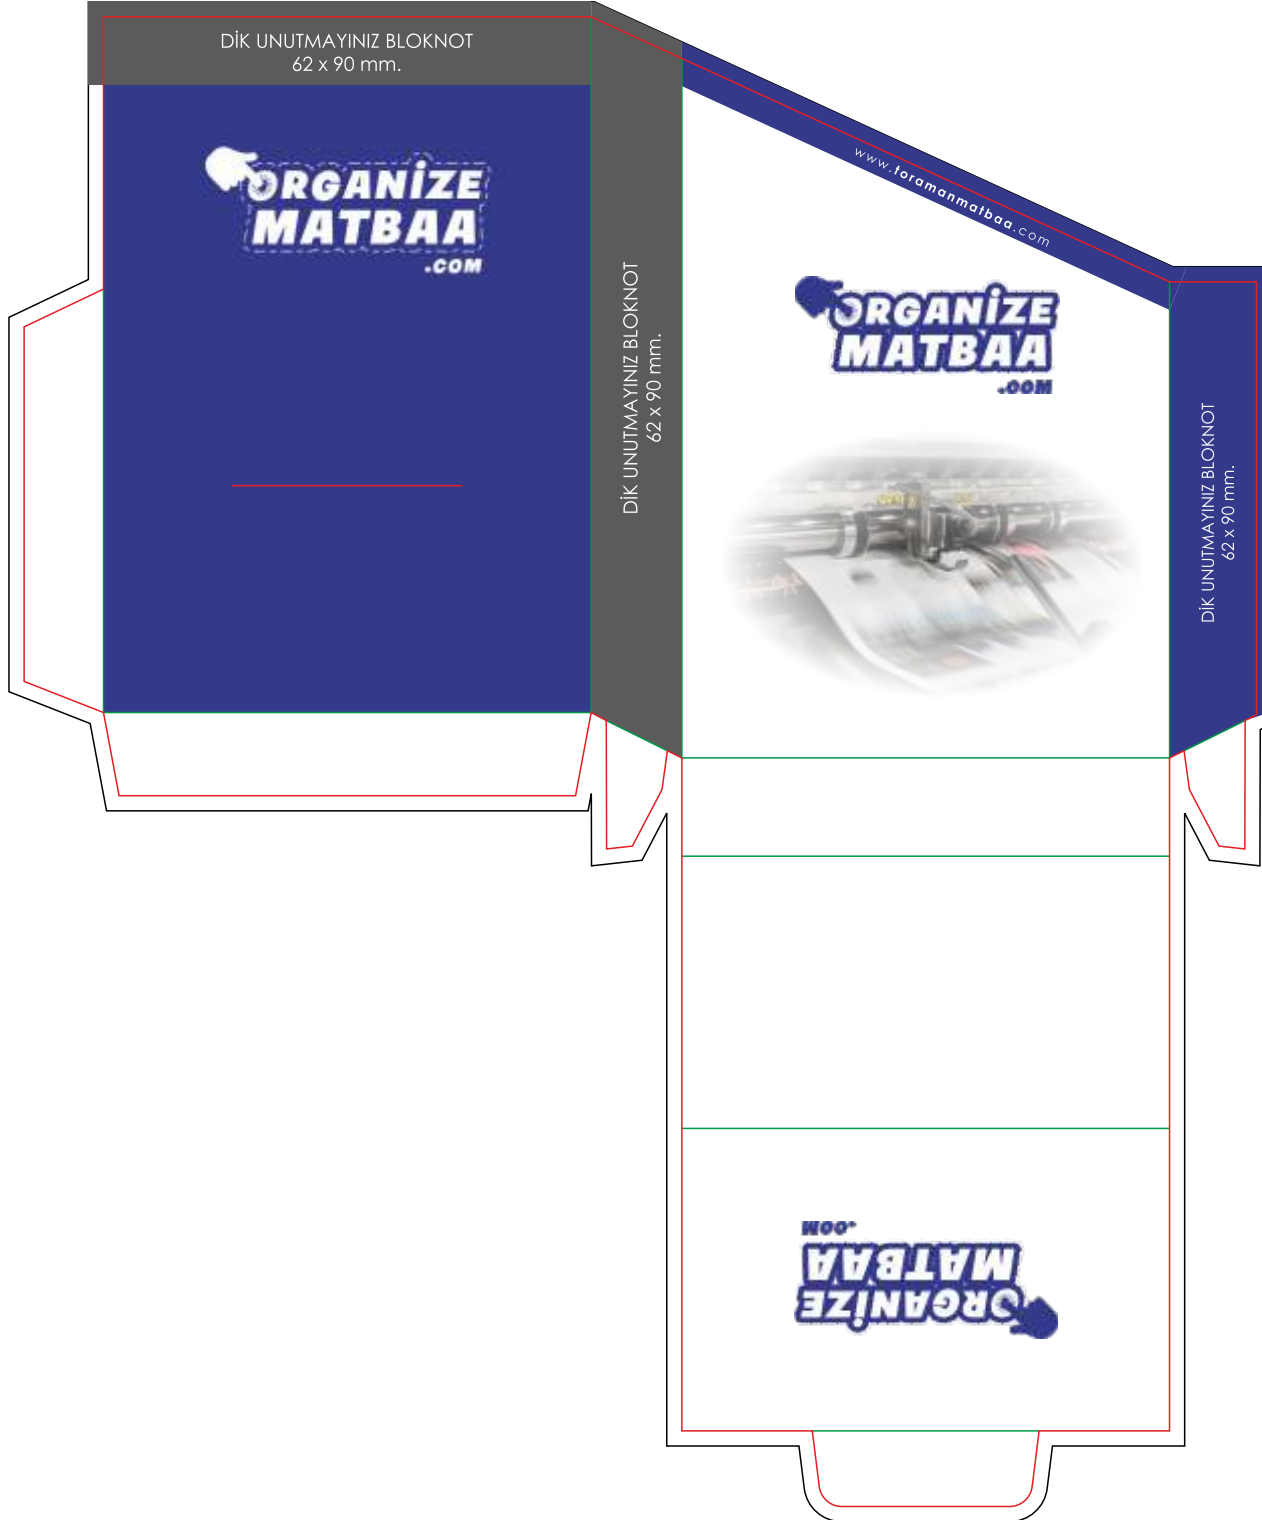 DİK UNUTMAYINIZ BLOKNOT
62 x 90 mm.
ORGANİZE
MATBAA
.COM
DİK UNUTMAYINIZ BLOKNOT
62 x 90 mm.
www.toramanmatbaa.com
ORGANİZE
MATBAA
.COM
DİK UNUTMAYINIZ BLOKNOT
62 x 90 mm.
ORGANİZE
MATBAA
.COM